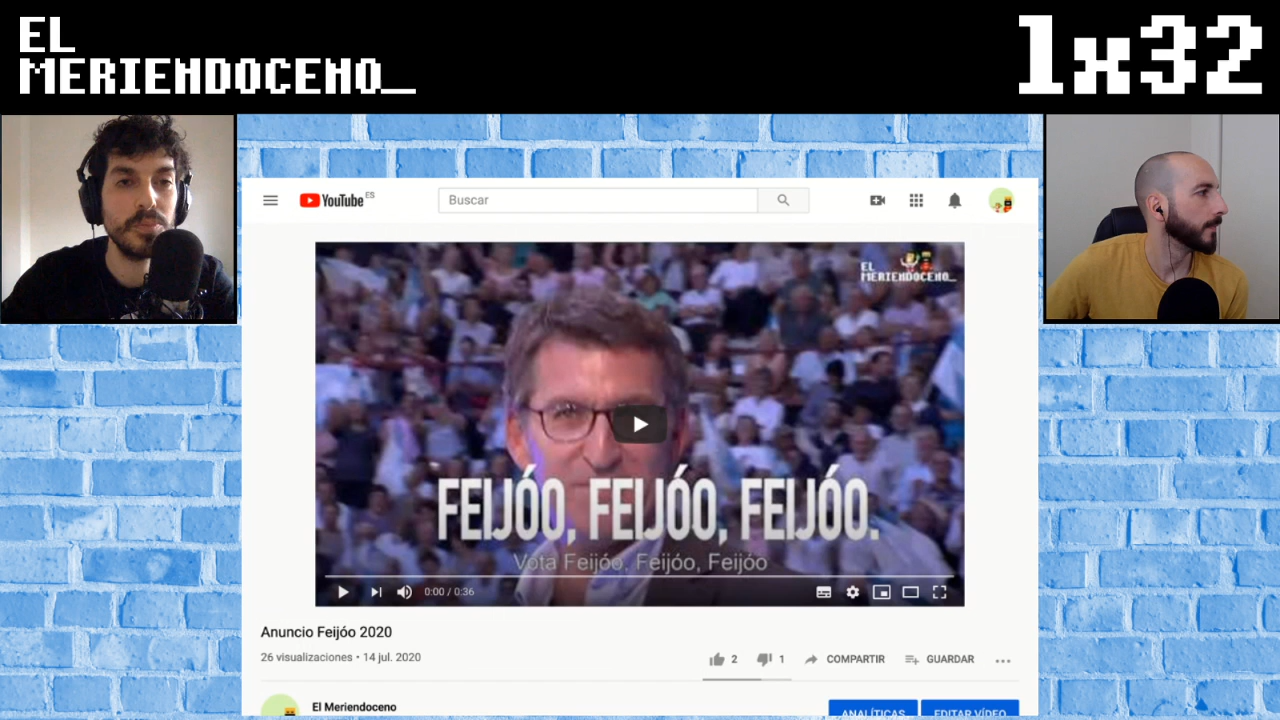 EL
MERIENDOCENO_
1x32
YouTube ES
Buscar
EL
MERIENDOCENO_
FEIJÓO, FEIJÓO, FEIJÓO.
Vota Feijóo, Feijóo, Feijóo
0:00 / 0:36
Anuncio Feijóo 2020
26 visualizaciones • 14 jul. 2020
2
1
COMPARTIR
GUARDAR
El Meriendoceno
ANALÍTICAS
EDITAR VÍDEO